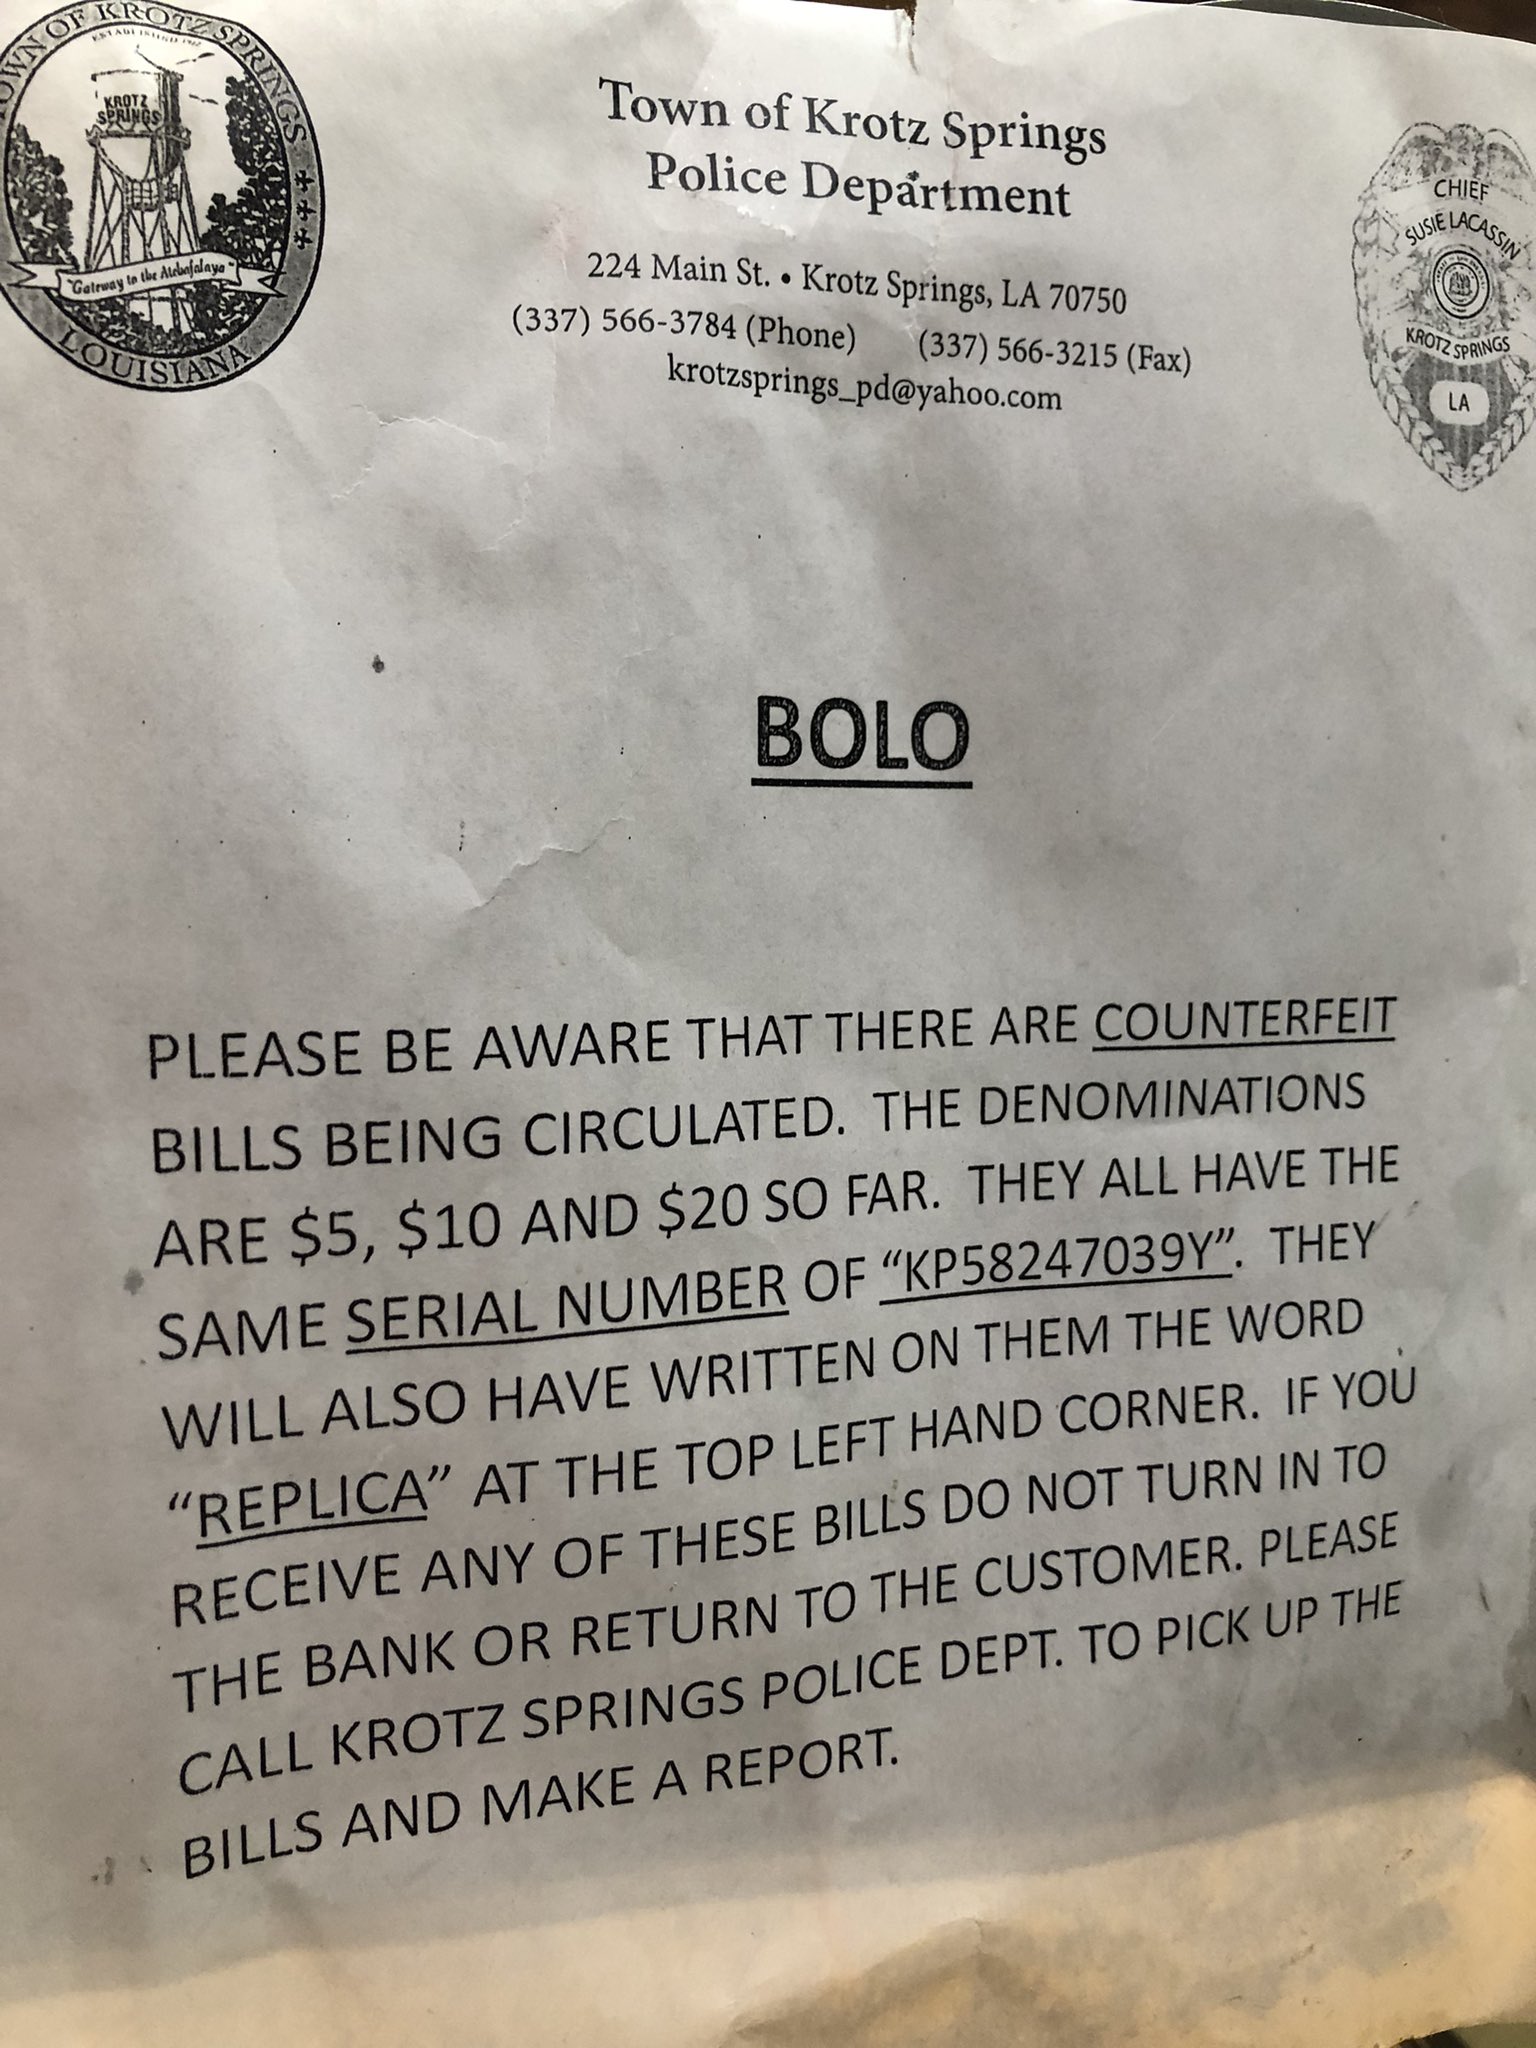 TOWN OF KROTZ SPRINGS
ESTABLISHED
KROTZ
SPRINGS
"Gateway to the Atchafalaya"
LOUISIANA
Town of Krotz Springs
Police Department
224 Main St. • Krotz Springs, LA 70750
(337) 566-3784 (Phone) (337) 566-3215 (Fax)
krotzsprings_pd@yahoo.com
CHIEF
SUSIE LACASSIN
KROTZ SPRINGS
LA
BOLO
PLEASE BE AWARE THAT THERE ARE COUNTERFEIT
BILLS BEING CIRCULATED. THE DENOMINATIONS
ARE $5, $10 AND $20 SO FAR. THEY ALL HAVE THE
SAME SERIAL NUMBER OF "KP58247039Y". THEY
WILL ALSO HAVE WRITTEN ON THEM THE WORD
"REPLICA" AT THE TOP LEFT HAND CORNER. IF YOU
RECEIVE ANY OF THESE BILLS DO NOT TURN IN TO
THE BANK OR RETURN TO THE CUSTOMER. PLEASE
CALL KROTZ SPRINGS POLICE DEPT. TO PICK UP THE
BILLS AND MAKE A REPORT.